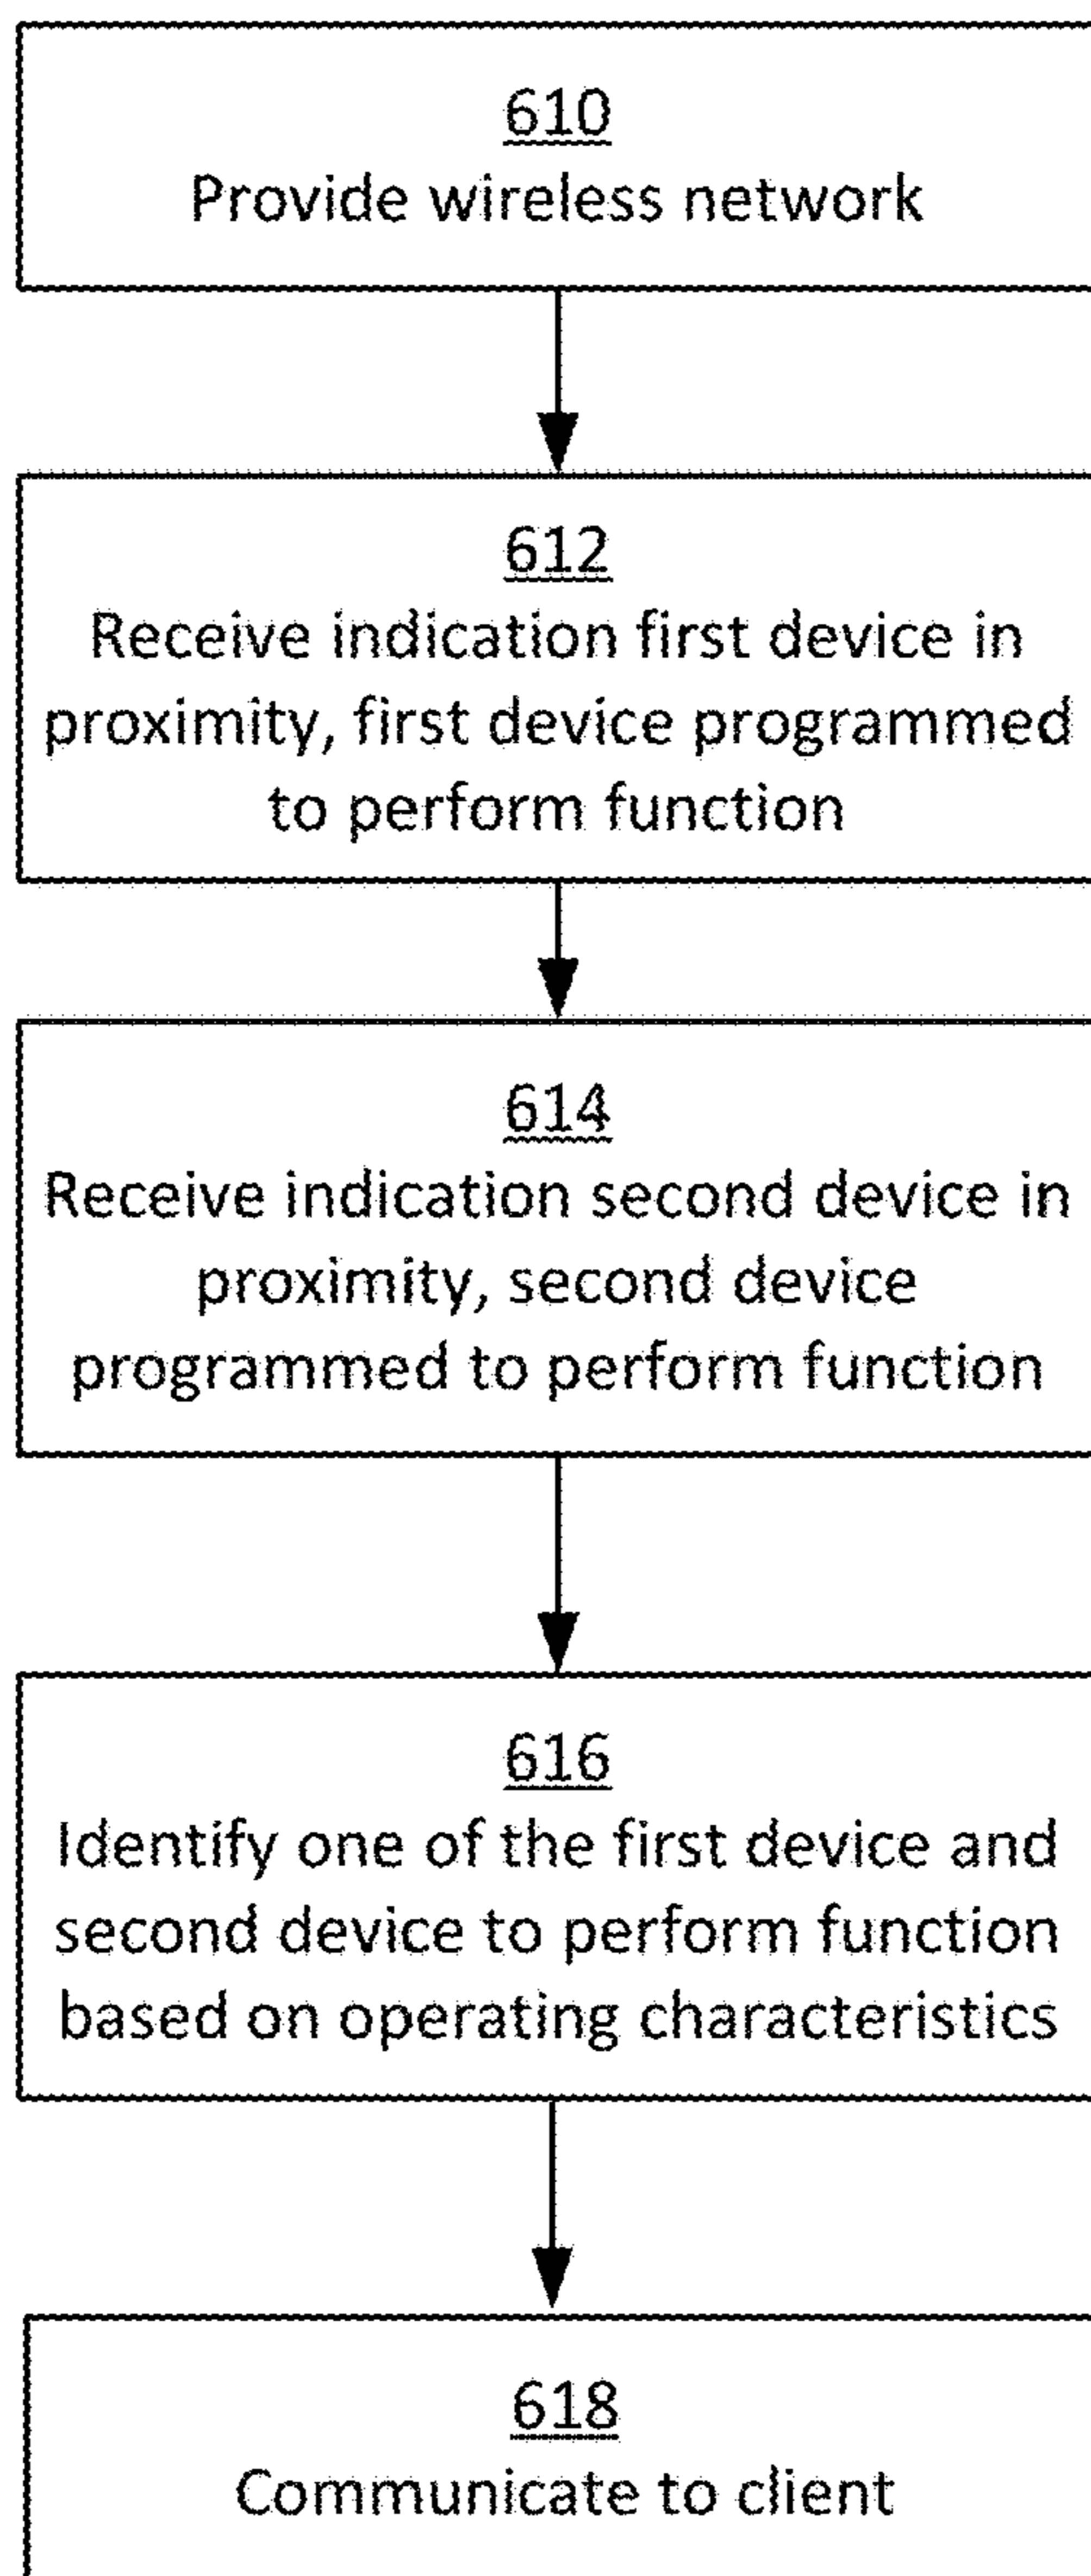 610
Provide wireless network
612
Receive indication first device in
proximity, first device programmed
to perform function
614
Receive indication second device in
proximity, second device
programmed to perform function
616
Identify one of the first device and
second device to perform function
based on operating characteristics
618
Communicate to client